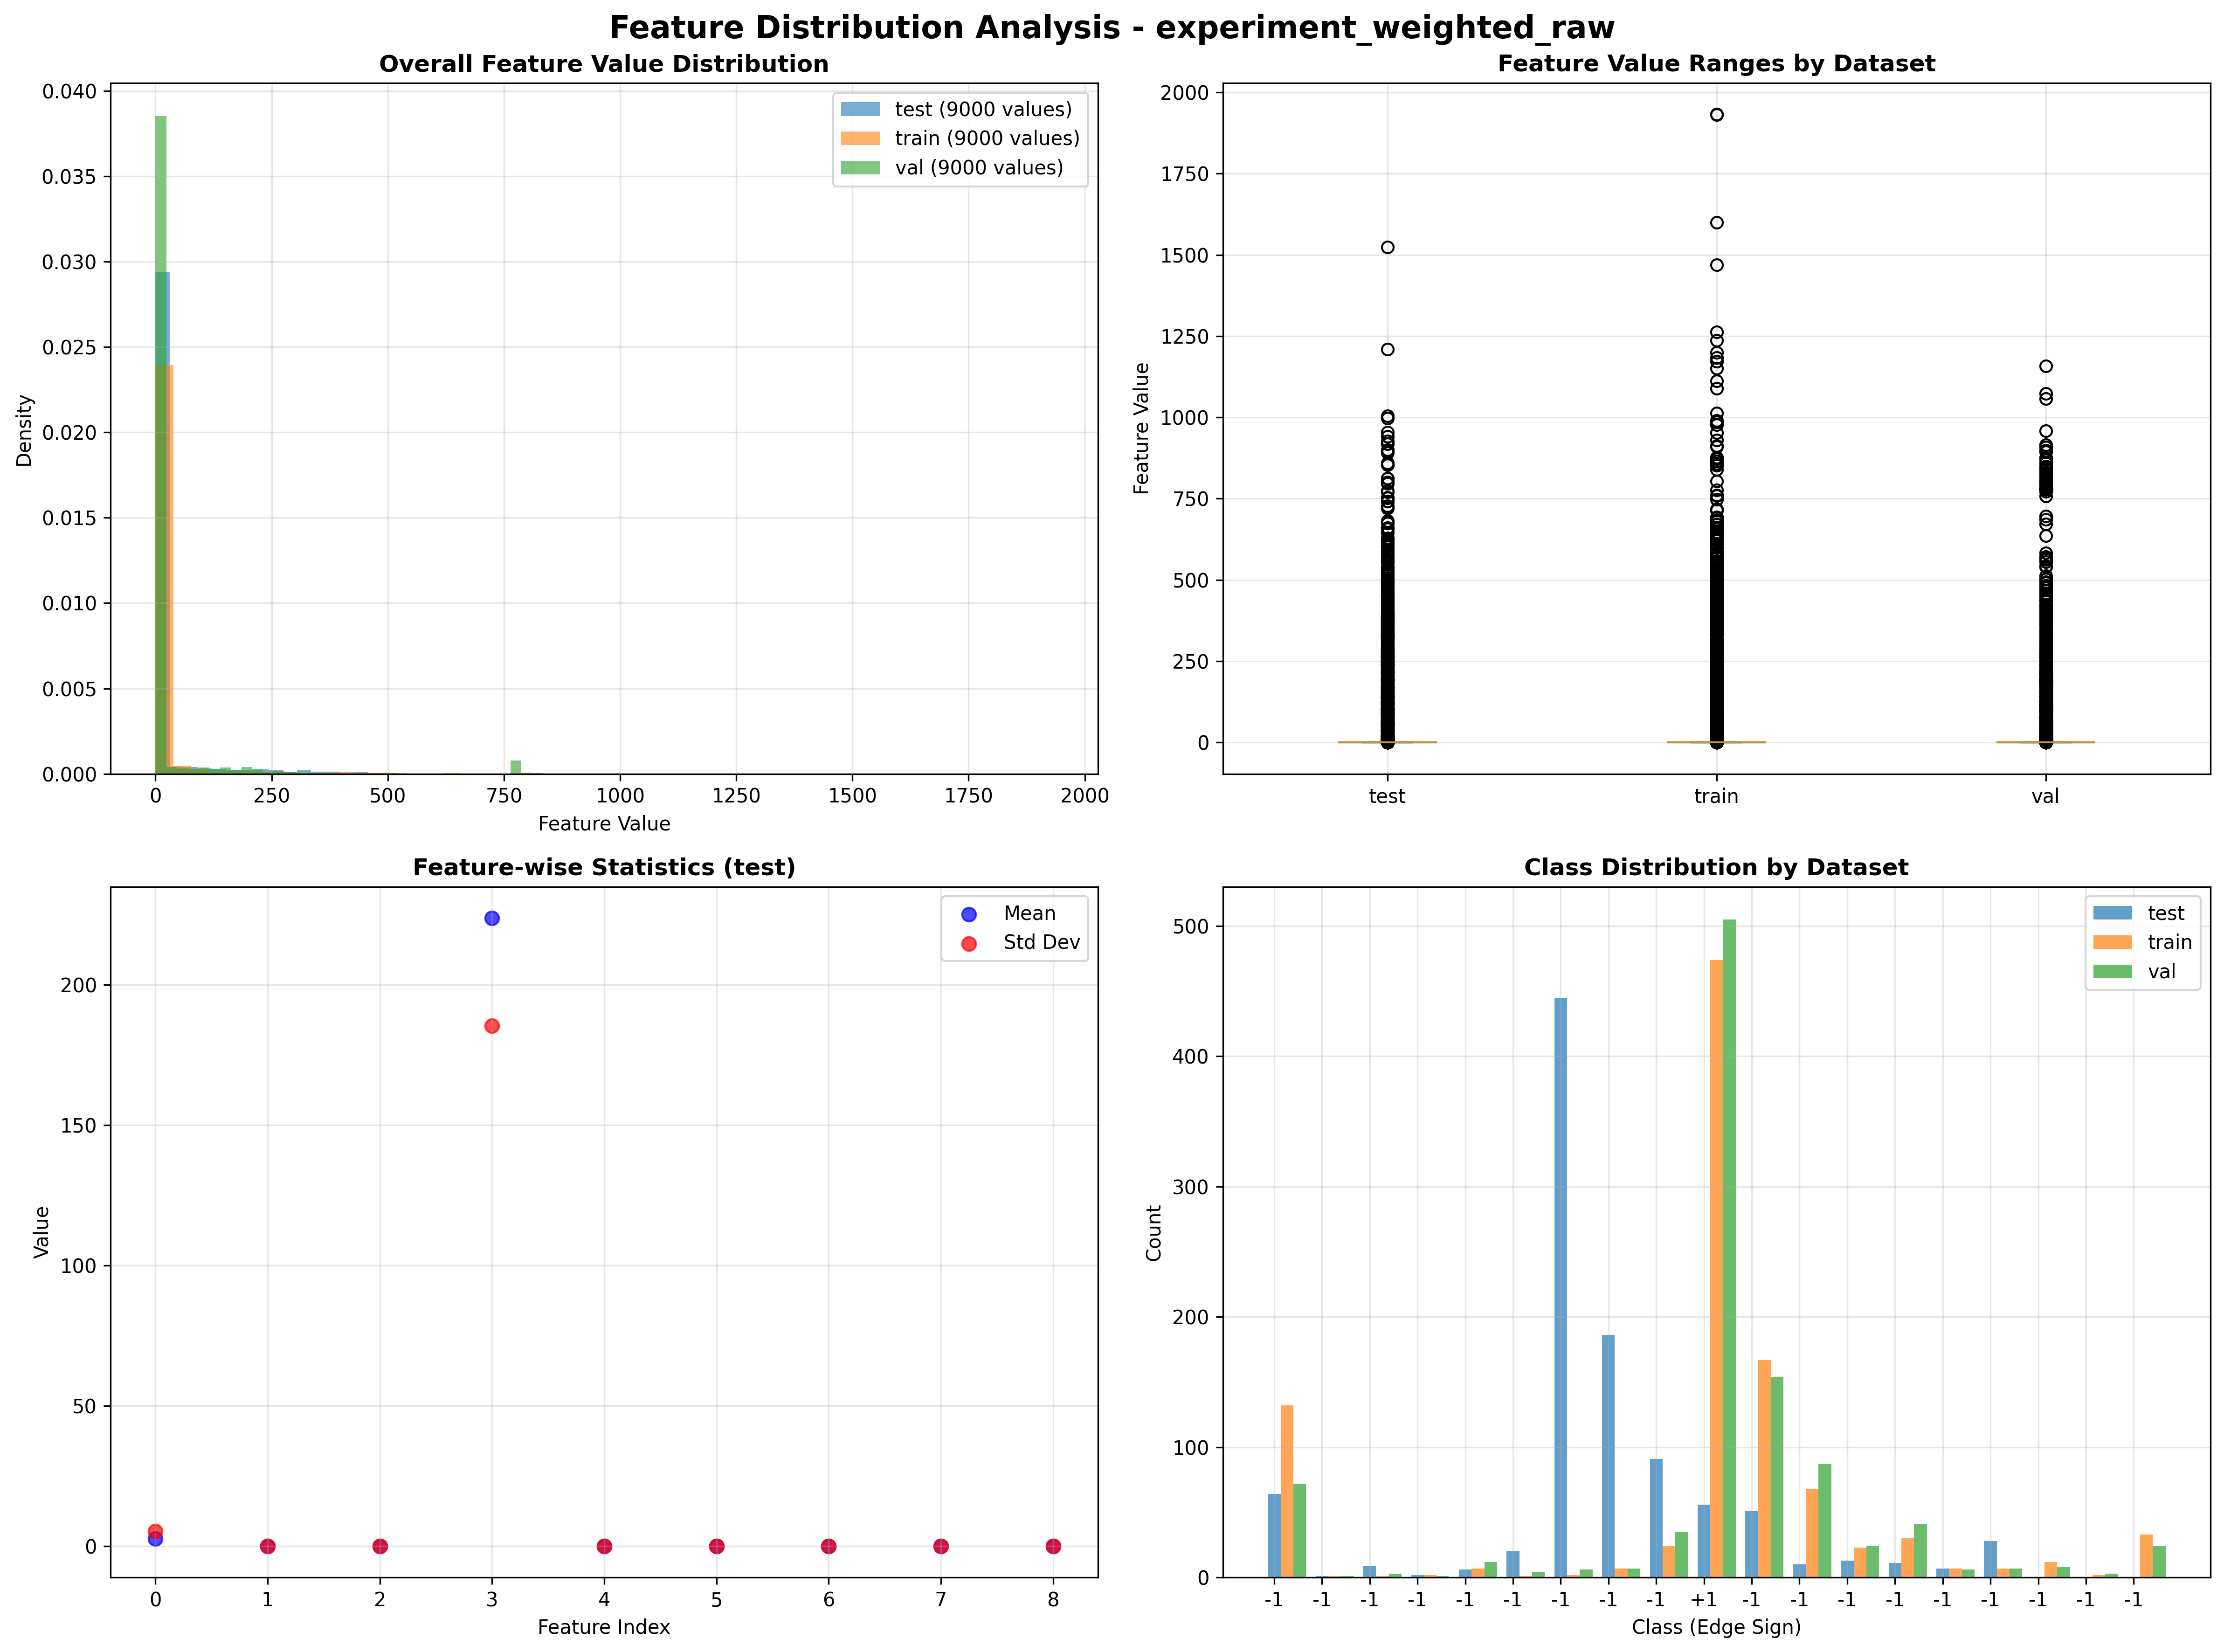 Feature Distribution Analysis - experiment_weighted_raw
Overall Feature Value Distribution
0.040
0.035
0.030
0.025
0.020
0.015
0.010
0.005
0.000
Density
test (9000 values)
train (9000 values)
val (9000 values)
0 250 500 750 1000 1250 1500 1750 2000
Feature Value
Feature Value Ranges by Dataset
2000
1750
1500
1250
1000
750
500
250
0
Feature Value
test train val
Feature-wise Statistics (test)
200
150
100
50
0
Value
Mean
Std Dev
0 1 2 3 4 5 6 7 8
Feature Index
Class Distribution by Dataset
500
400
300
200
100
0
Count
test
train
val
-1 -1 -1 -1 -1 -1 -1 -1 -1 +1 -1 -1 -1 -1 -1 -1 -1 -1 -1
Class (Edge Sign)